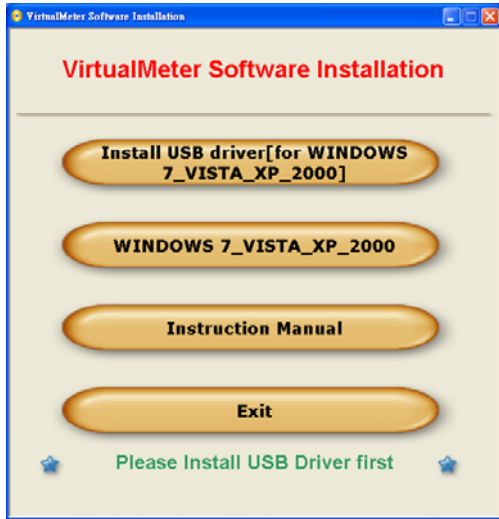 VirtualMeter Software Installation
VirtualMeter Software Installation
Install USB driver[for WINDOWS
7_VISTA_XP_2000]
WINDOWS 7_VISTA_XP_2000
Instruction Manual
Exit
Please Install USB Driver first